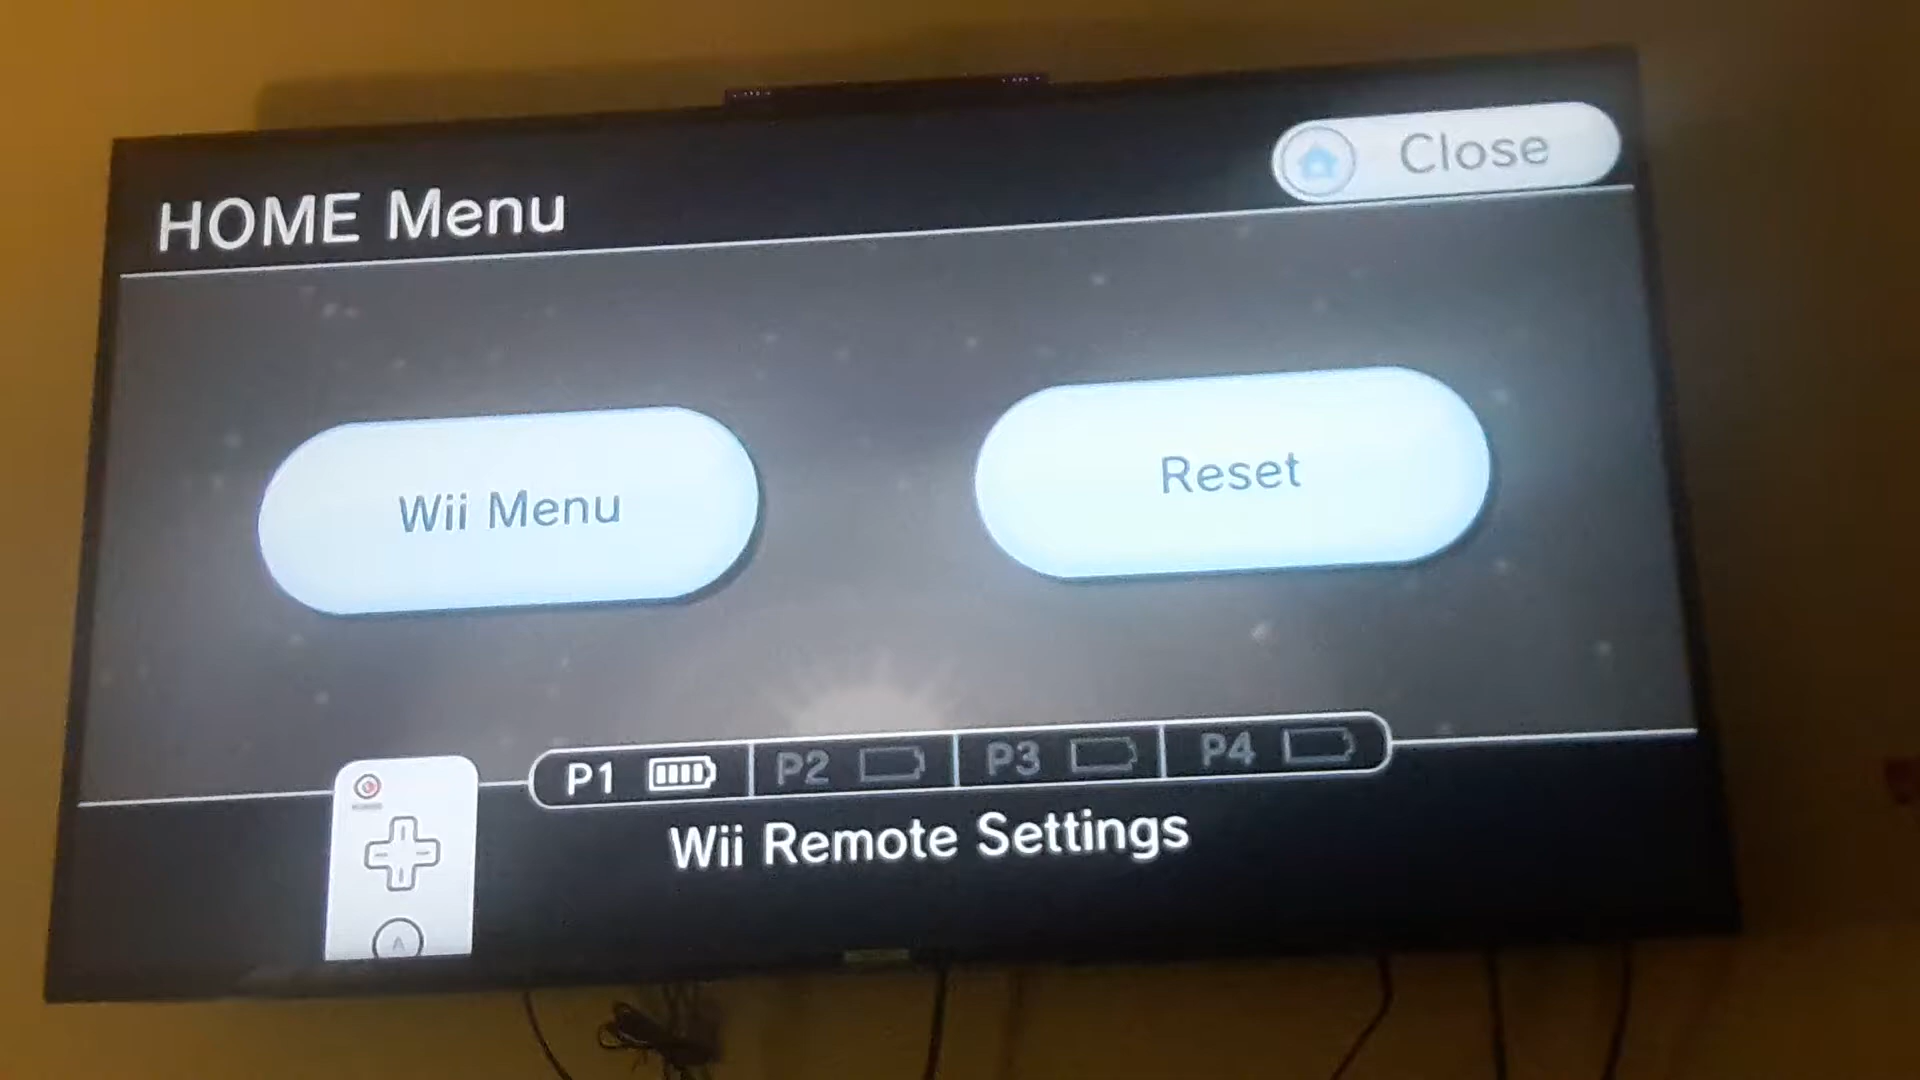 HOME Menu
Close
Wii Menu
Reset
P1 P2 P3 P4
Wii Remote Settings
A